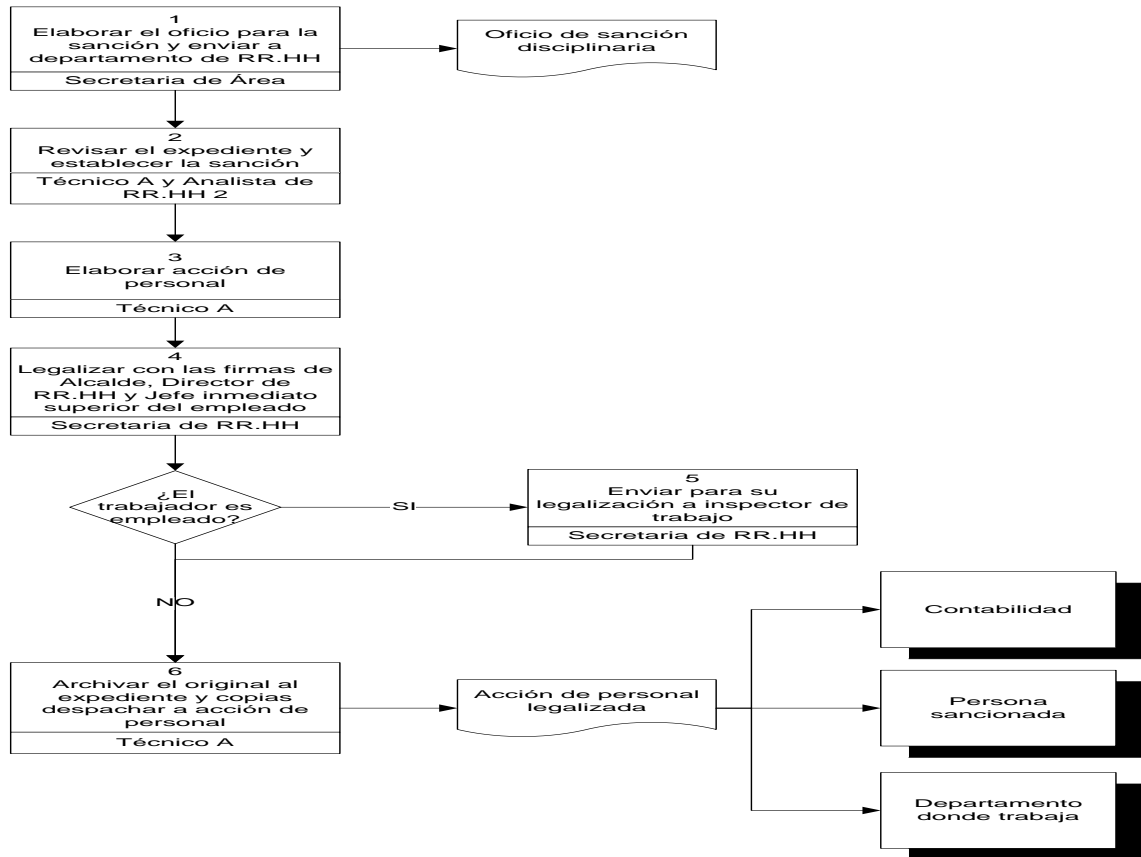 1
Elaborar el oficio para la
sanción y enviar a
departamento de RR.HH
Secretaria de Área
Oficio de sanción
disciplinaria
2
Revisar el expediente y
establecer la sanción
Técnico A y Analista de
RR.HH 2
3
Elaborar acción de
personal
Técnico A
4
Legalizar con las firmas de
Alcalde, Director de
RR.HH y Jefe inmediato
superior del empleado
Secretaria de RR.HH
¿El
trabajador es
empleado?
SI
5
Enviar para su
legalización a inspector de
trabajo
Secretaria de RR.HH
NO
6
Archivar el original al
expediente y copias
despachar a acción de
personal
Técnico A
Acción de personal
legalizada
Contabilidad
Persona
sancionada
Departamento
donde trabaja